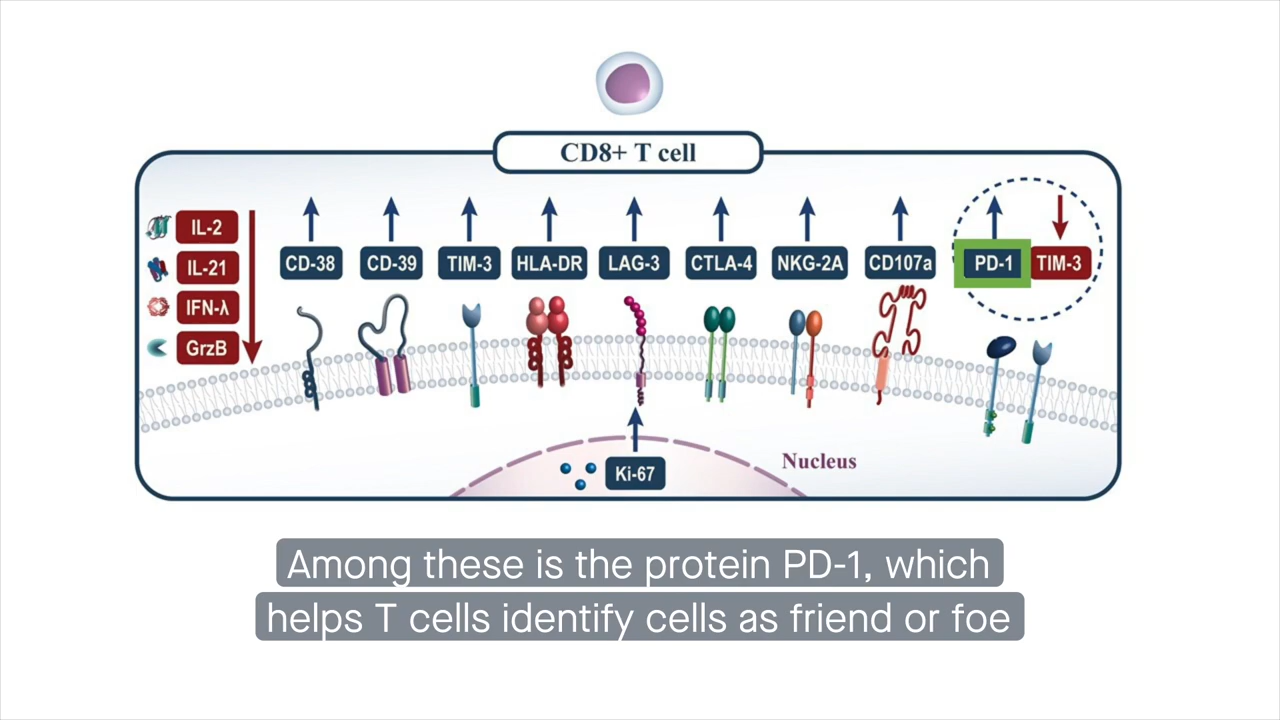 CD8+ T cell
IL-2
IL-21
IFN-λ
GrzB
CD-38
CD-39
TIM-3
HLA-DR
LAG-3
CTLA-4
NKG-2A
CD107a
PD-1
TIM-3
Ki-67
Nucleus
Among these is the protein PD-1, which
helps T cells identify cells as friend or foe